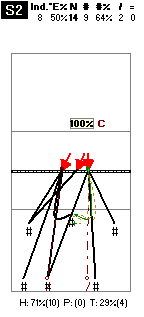 S2 Ind. "E% N # #% / =
8 50% 14 9 64% 2 0
100% C
# #
#
# # #
H: 71%(10) P: (0) T: 29%(4)